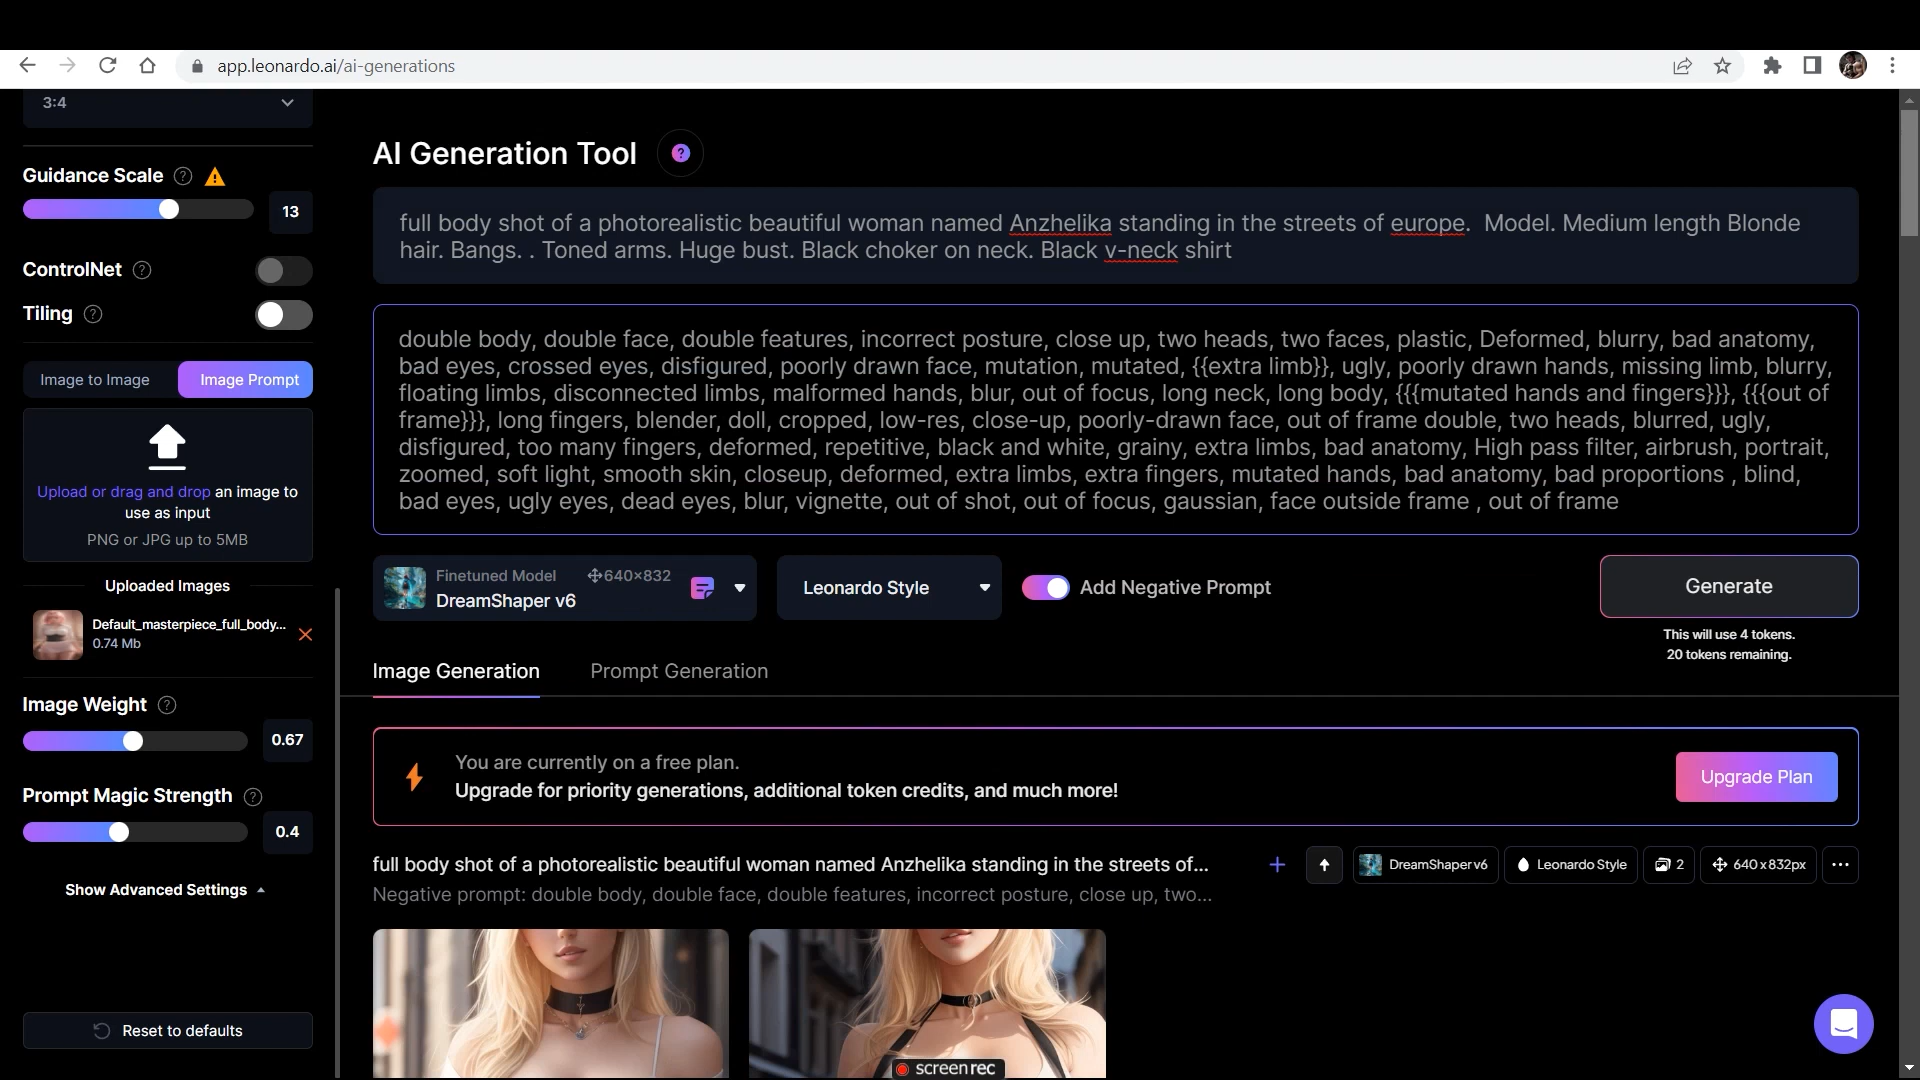 app.leonardo.ai/ai-generations
3:4
Guidance Scale
13
ControlNet
Tiling
Image to Image
Image Prompt
Upload or drag and drop an image to
use as input
PNG or JPG up to 5MB
Uploaded Images
Default_masterpiece_full_body...
0.74 Mb
Image Weight
0.67
Prompt Magic Strength
0.4
Show Advanced Settings
Reset to defaults
AI Generation Tool
full body shot of a photorealistic beautiful woman named Anzhelika standing in the streets of europe.  Model. Medium length Blonde
hair. Bangs. . Toned arms. Huge bust. Black choker on neck. Black v-neck shirt
double body, double face, double features, incorrect posture, close up, two heads, two faces, plastic, Deformed, blurry, bad anatomy,
bad eyes, crossed eyes, disfigured, poorly drawn face, mutation, mutated, {{extra limb}}, ugly, poorly drawn hands, missing limb, blurry,
floating limbs, disconnected limbs, malformed hands, blur, out of focus, long neck, long body, {{{mutated hands and fingers}}}, {{{out of
frame}}}, long fingers, blender, doll, cropped, low-res, close-up, poorly-drawn face, out of frame double, two heads, blurred, ugly,
disfigured, too many fingers, deformed, repetitive, black and white, grainy, extra limbs, bad anatomy, High pass filter, airbrush, portrait,
zoomed, soft light, smooth skin, closeup, deformed, extra limbs, extra fingers, mutated hands, bad anatomy, bad proportions , blind,
bad eyes, ugly eyes, dead eyes, blur, vignette, out of shot, out of focus, gaussian, face outside frame , out of frame
Finetuned Model
640×832
DreamShaper v6
Leonardo Style
Add Negative Prompt
Generate
This will use 4 tokens.
20 tokens remaining.
Image Generation
Prompt Generation
You are currently on a free plan.
Upgrade for priority generations, additional token credits, and much more!
Upgrade Plan
full body shot of a photorealistic beautiful woman named Anzhelika standing in the streets of...
DreamShaper v6
Leonardo Style
2
640 x 832px
Negative prompt: double body, double face, double features, incorrect posture, close up, two...
screenrec